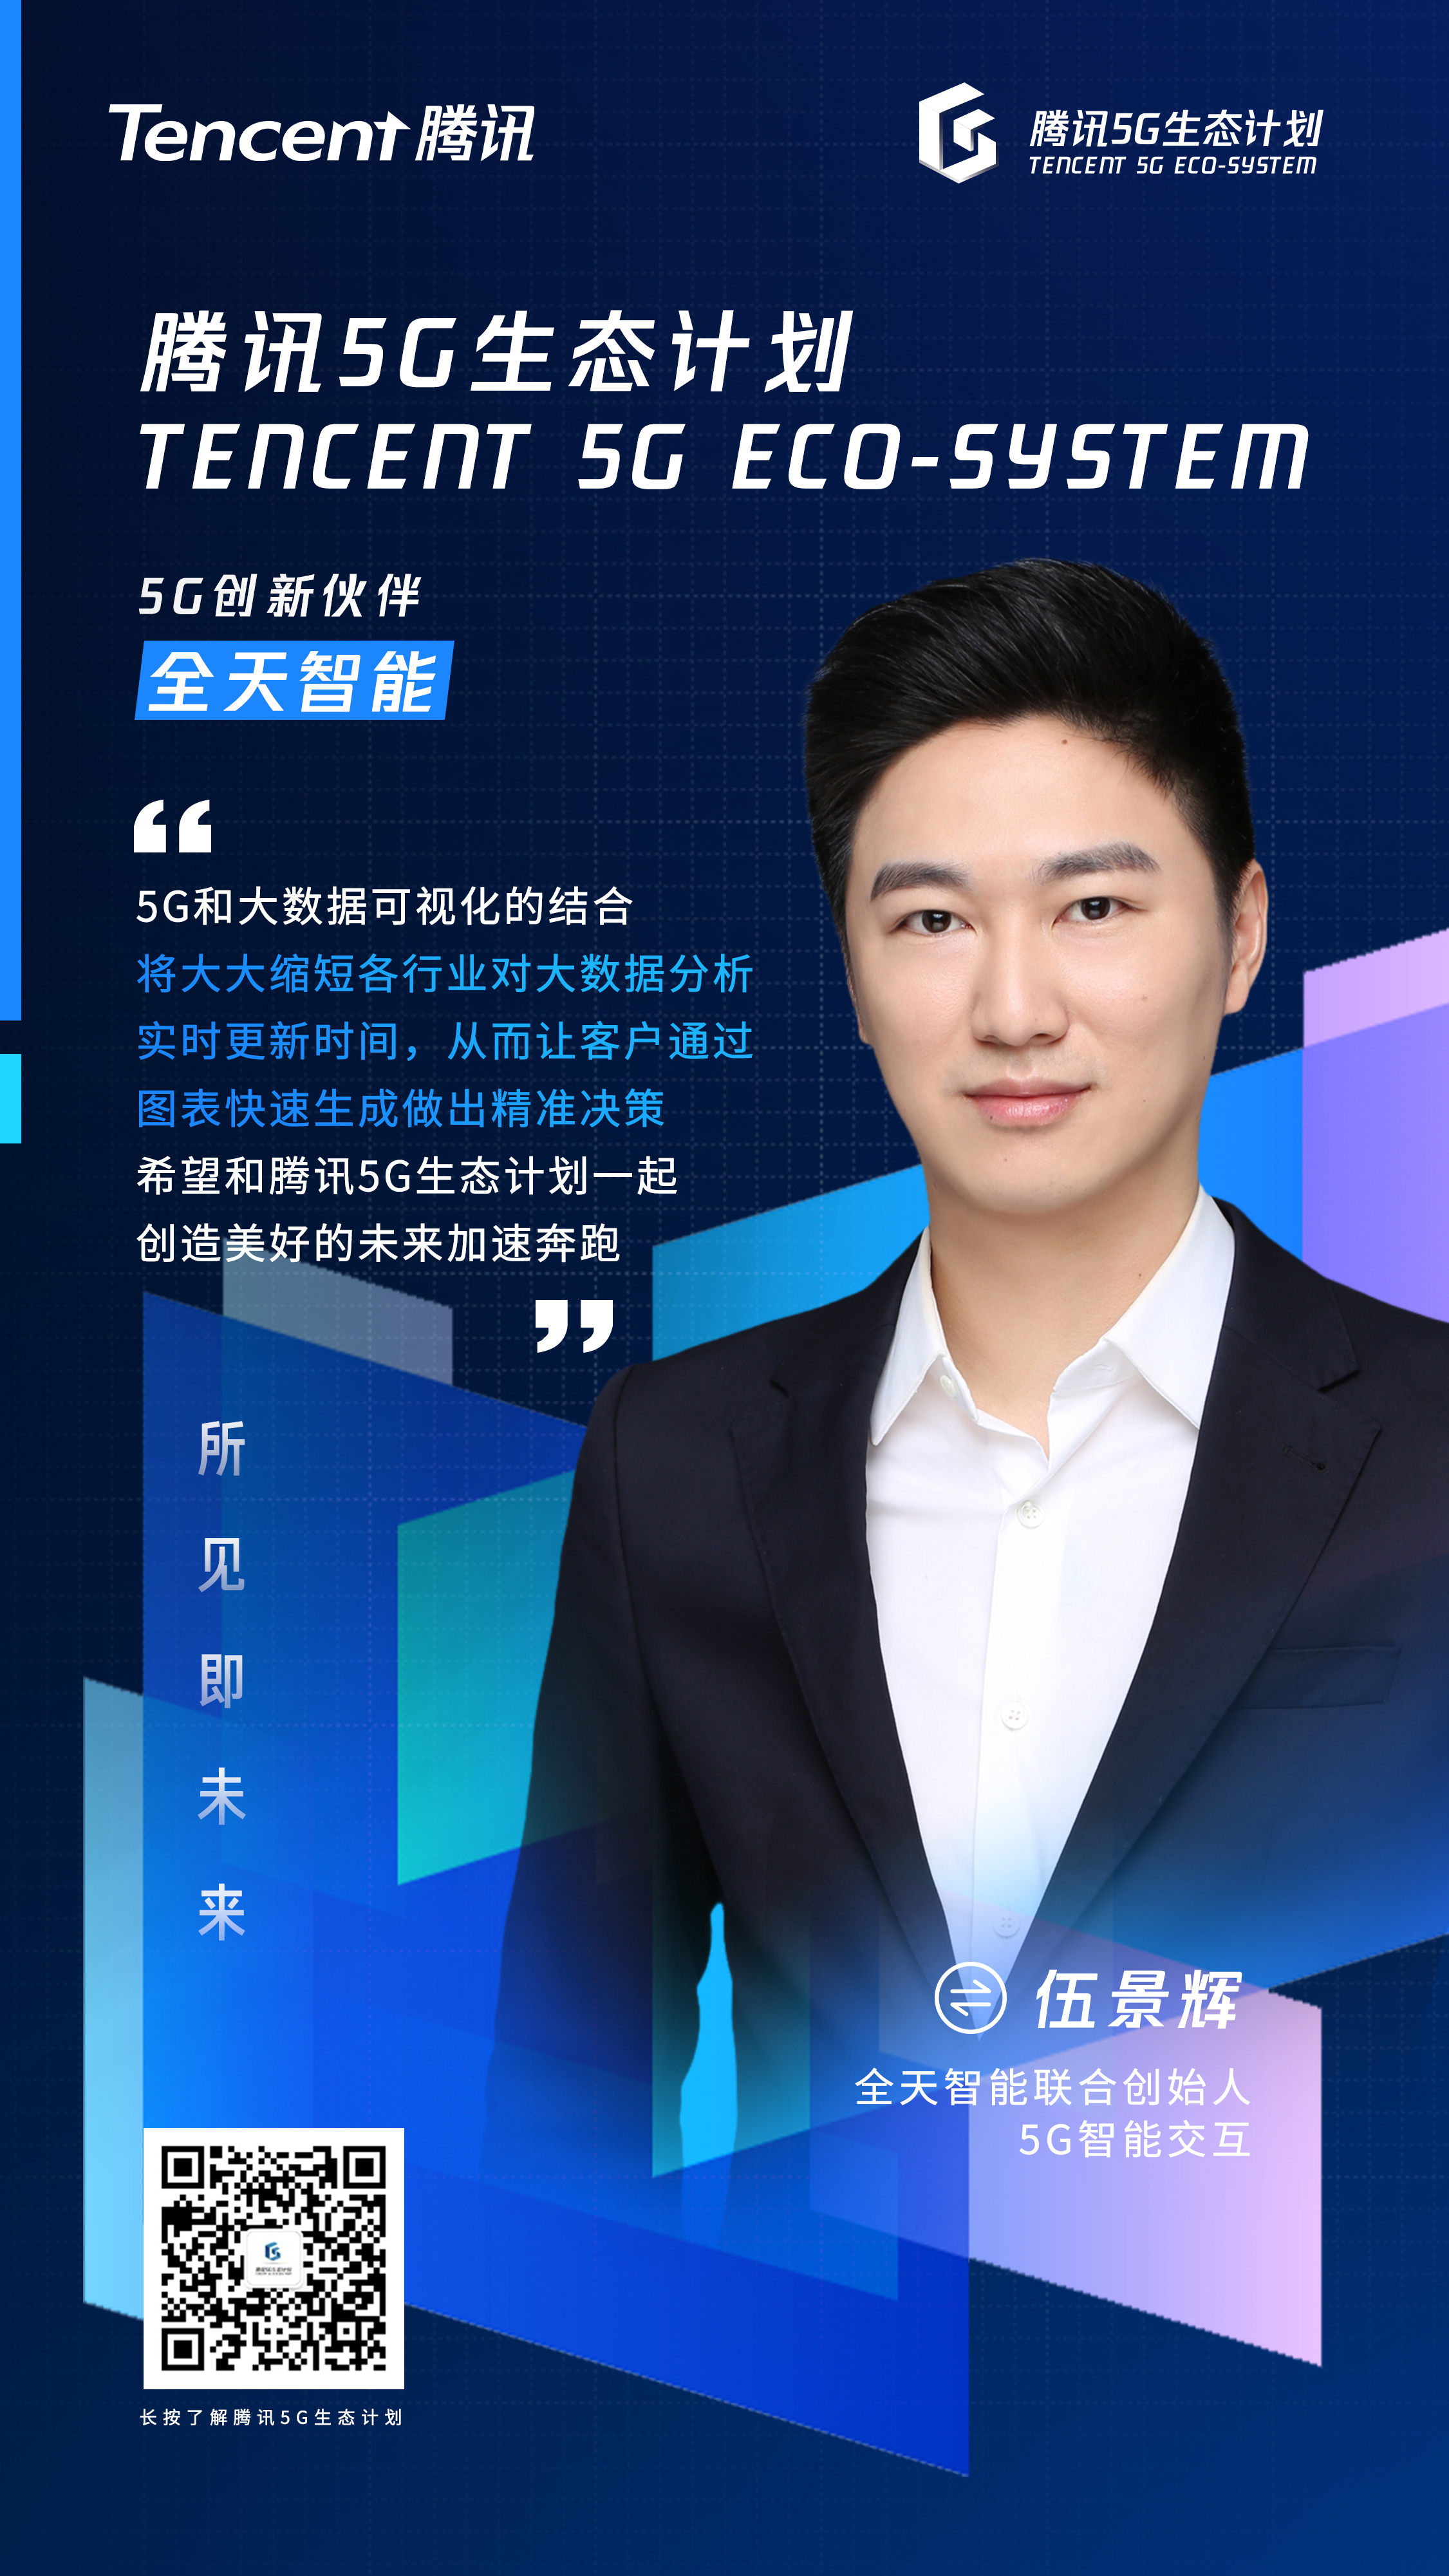 Tencent 腾讯
腾讯5G生态计划
TENCENT 5G ECO-SYSTEM
腾讯5G生态计划
TENCENT 5G ECO-SYSTEM
5G创新伙伴
全天智能
“
5G和大数据可视化的结合
将大大缩短各行业对大数据分析
实时更新时间，从而让客户通过
图表快速生成做出精准决策
希望和腾讯5G生态计划一起
创造美好的未来加速奔跑
”
所见即未来
伍景辉
全天智能联合创始人
5G智能交互
长按了解腾讯5G生态计划